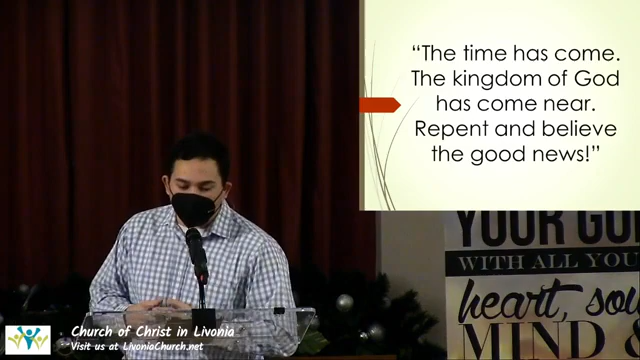 “The time has come.
The kingdom of God
has come near.
Repent and believe
the good news!”
YOUR GOD
WITH ALL YOU
heart, sou
MIND &
Church of Christ in Livonia
Visit us at LivoniaChurch.net